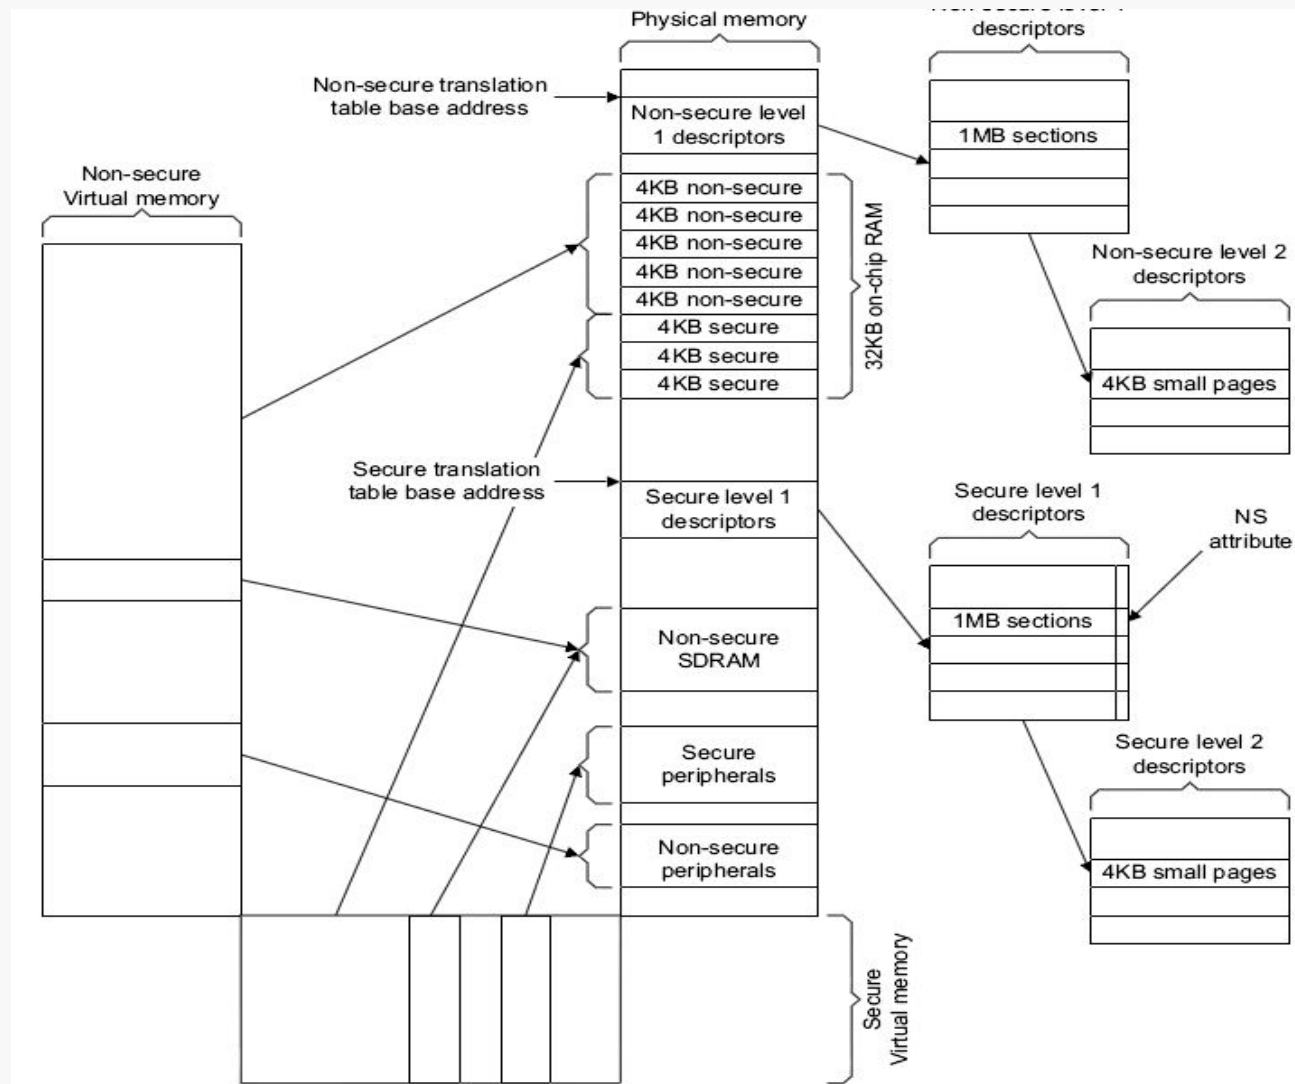 Physical memory
descriptors
Non-secure translation
table base address
Non-secure level
1 descriptors
1MB sections
Non-secure
Virtual memory
4KB non-secure
4KB non-secure
4KB non-secure
4KB non-secure
4KB non-secure
4KB secure
4KB secure
4KB secure
32KB on-chip RAM
Non-secure level 2
descriptors
4KB small pages
Secure translation
table base address
Secure level 1
descriptors
Secure level 1
descriptors
NS
attribute
1MB sections
Non-secure
SDRAM
Secure
peripherals
Secure level 2
descriptors
Non-secure
peripherals
4KB small pages
Secure
Virtual memory